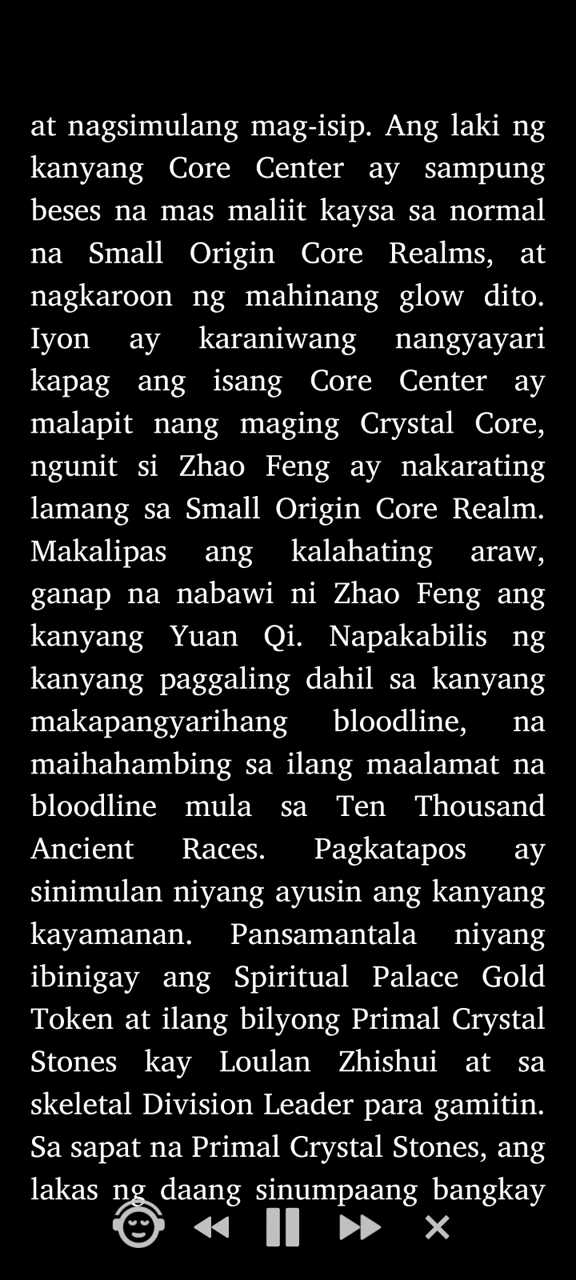 at nagsimulang mag-isip. Ang laki ng
kanyang Core Center ay sampung
beses na mas maliit kaysa sa normal
na Small Origin Core Realms, at
nagkaroon ng mahinang glow dito.
Iyon ay karaniwang nangyayari
kapag ang isang Core Center ay
malapit nang maging Crystal Core,
ngunit si Zhao Feng ay nakarating
lamang sa Small Origin Core Realm.
Makalipas ang kalahating araw,
ganap na nabawi ni Zhao Feng ang
kanyang Yuan Qi. Napakabilis ng
kanyang paggaling dahil sa kanyang
makapangyarihang bloodline, na
maihahambing sa ilang maalamat na
bloodline mula sa Ten Thousand
Ancient Races. Pagkatapos ay
sinimulan niyang ayusin ang kanyang
kayamanan. Pansamantala niyang
ibinigay ang Spiritual Palace Gold
Token at ilang bilyong Primal Crystal
Stones kay Loulan Zhishui at sa
skeletal Division Leader para gamitin.
Sa sapat na Primal Crystal Stones, ang
lakas ng daang sinumpaang bangkay